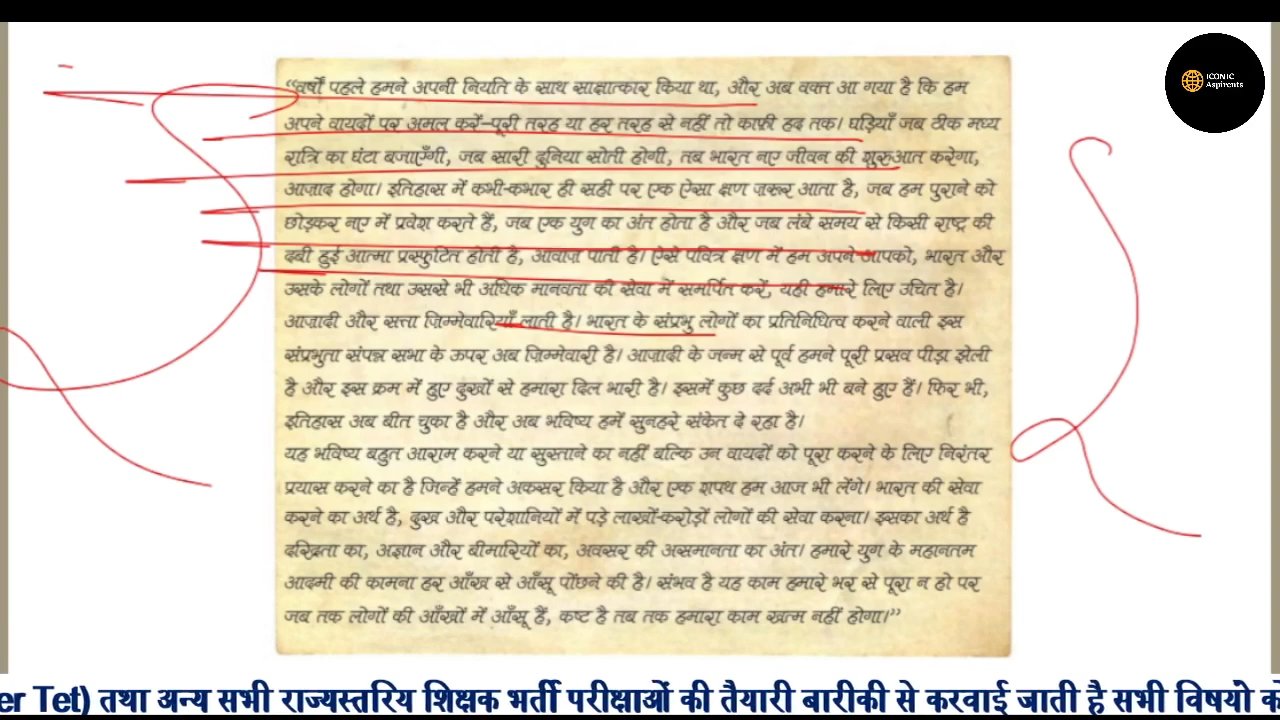 ICONIC
Aspirents
“वर्षों पहले हमने अपनी नियति के साथ साक्षात्कार किया था, और अब वक्त आ गया है कि हम
अपने वायदों पर अमल करें–पूरी तरह या हर तरह से नहीं तो काफ़ी हद तक। घड़ियाँ जब ठीक मध्य
रात्रि का घंटा बजाएँगी, जब सारी दुनिया सोती होगी, तब भारत नए जीवन की शुरुआत करेगा,
आज़ाद होगा। इतिहास में कभी-कभार ही सही पर एक ऐसा क्षण ज़रूर आता है, जब हम पुराने को
छोड़कर नए में प्रवेश करते हैं, जब एक युग का अंत होता है और जब लंबे समय से किसी राष्ट्र की
दबी हुई आत्मा प्रस्फुटित होती है, आवाज़ पाती है। ऐसे पवित्र क्षण में हम अपने आपको, भारत और
उसके लोगों तथा उससे भी अधिक मानवता की सेवा में समर्पित करें, यही हमारे लिए उचित है।
आज़ादी और सत्ता ज़िम्मेवारियाँ लाती है। भारत के संप्रभु लोगों का प्रतिनिधित्व करने वाली इस
संप्रभुता संपन्न सभा के ऊपर अब ज़िम्मेवारी है। आज़ादी के जन्म से पूर्व हमने पूरी प्रसव पीड़ा झेली
है और इस क्रम में हुए दुखों से हमारा दिल भारी है। इसमें कुछ दर्द अभी भी बने हुए हैं। फिर भी,
इतिहास अब बीत चुका है और अब भविष्य हमें सुनहरे संकेत दे रहा है।
यह भविष्य बहुत आराम करने या सुस्ताने का नहीं बल्कि उन वायदों को पूरा करने के लिए निरंतर
प्रयास करने का है जिन्हें हमने अकसर किया है और एक शपथ हम आज भी लेंगे। भारत की सेवा
करने का अर्थ है, दुख और परेशानियों में पड़े लाखों-करोड़ों लोगों की सेवा करना। इसका अर्थ है
दरिद्रता का, अज्ञान और बीमारियों का, अवसर की असमानता का अंत। हमारे युग के महानतम
आदमी की कामना हर आँख से आँसू पोंछने की है। संभव है यह काम हमारे भर से पूरा न हो पर
जब तक लोगों की आँखों में आँसू हैं, कष्ट है तब तक हमारा काम खत्म नहीं होगा।”
er Tet) तथा अन्य सभी राज्यस्तरिय शिक्षक भर्ती परीक्षाओं की तैयारी बारीकी से करवाई जाती है सभी विषयो को